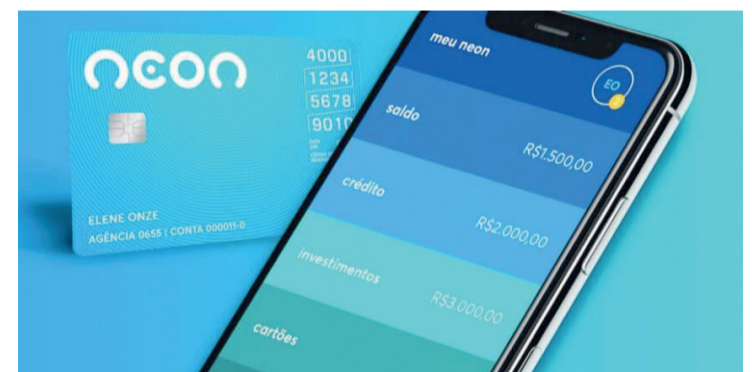 neon
4000
1234
5678
9010
ELENE ONZE
AGÊNCIA 0655 | CONTA 000011-0
meu neon
EO
saldo
R$1.500,00
crédito
R$2.000,00
investimentos
R$3.000,00
cartões